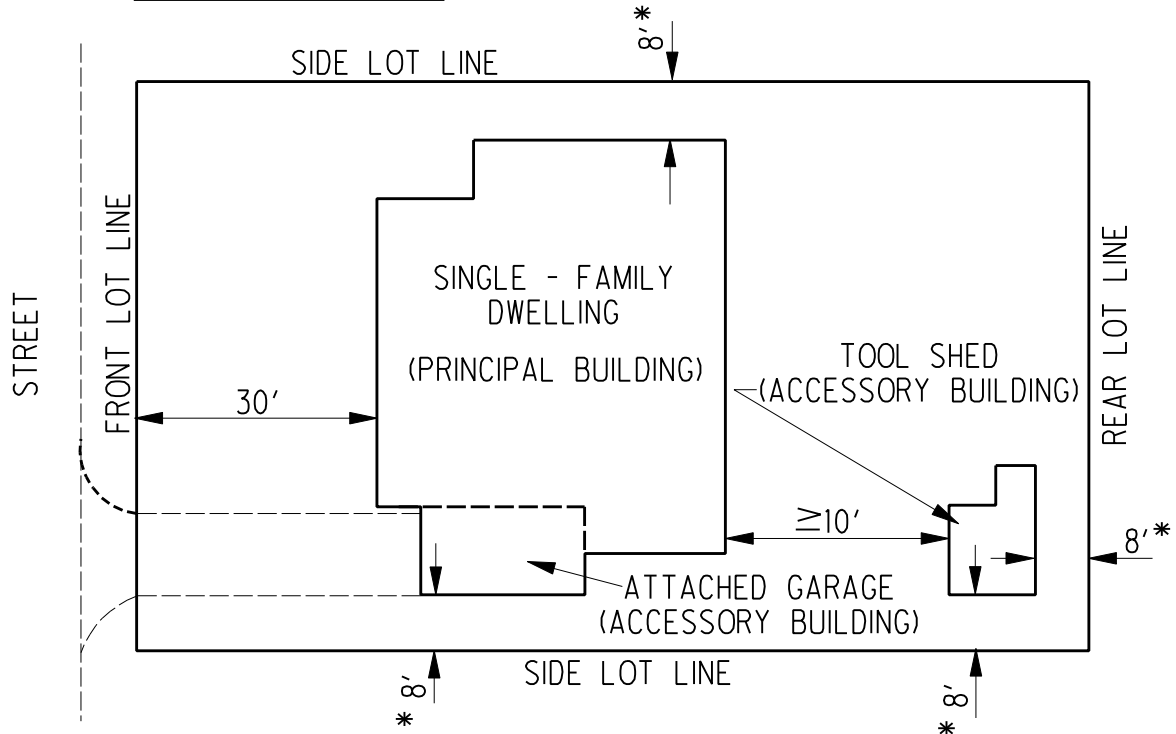 8'*
SIDE LOT LINE
STREET
FRONT LOT LINE
SINGLE - FAMILY
DWELLING
(PRINCIPAL BUILDING)
30'
TOOL SHED
(ACCESSORY BUILDING)
REAR LOT LINE
≥10'
8'*
ATTACHED GARAGE
(ACCESSORY BUILDING)
SIDE LOT LINE
* 8'
* 8'